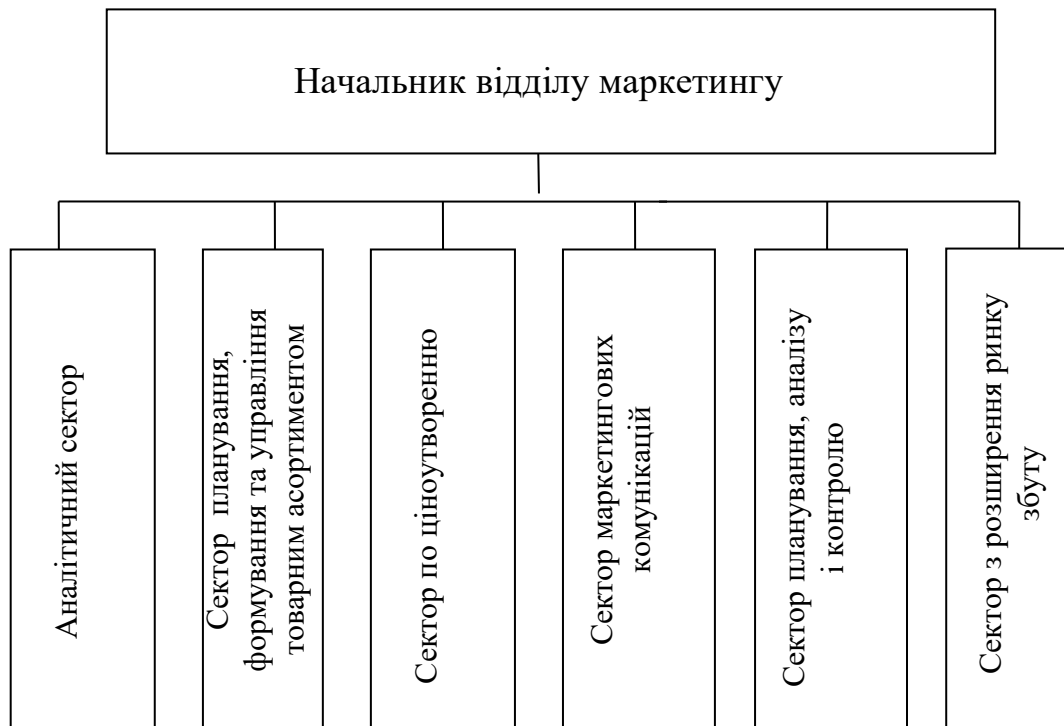 Начальник відділу маркетингу
Аналітичний сектор
Сектор планування,
формування та управління
товарним асортиментом
Сектор по ціноутворенню
Сектор маркетингових
комунікацій
Сектор планування, аналізу
і контролю
Сектор з розширення ринку
збуту